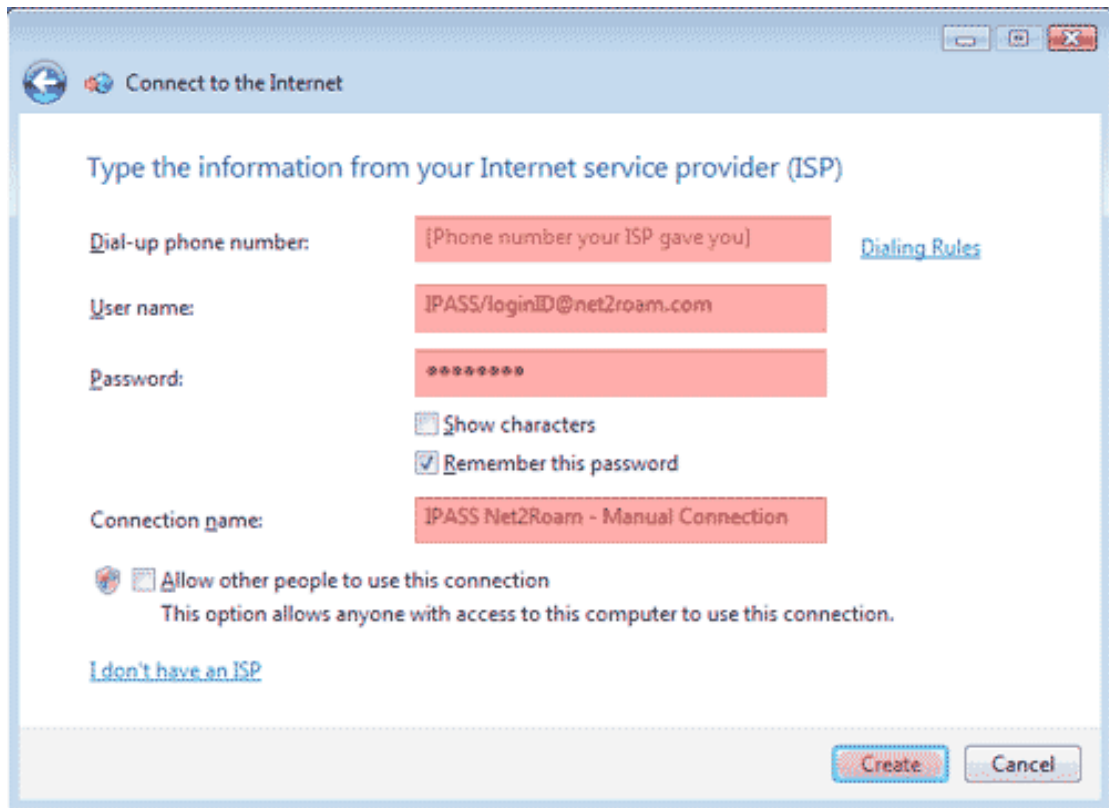 Connect to the Internet
Type the information from your Internet service provider (ISP)
Dial-up phone number:
[Phone number your ISP gave you]
Dialing Rules
User name:
IPASS/loginID@net2roam.com
Password:
********
Show characters
Remember this password
Connection name:
IPASS Net2Roam - Manual Connection
Allow other people to use this connection
This option allows anyone with access to this computer to use this connection.
I don't have an ISP
Create
Cancel